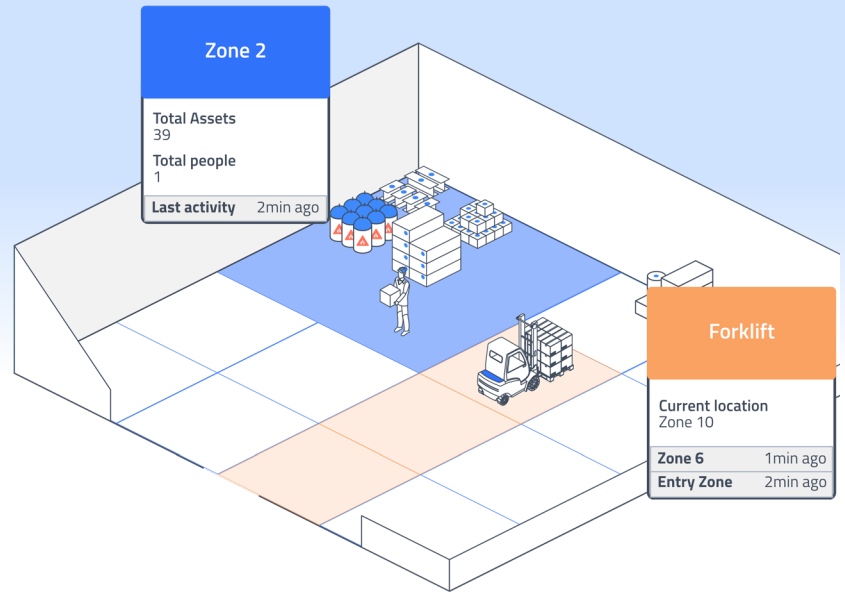 Zone 2
Total Assets
39
Total people
1
Last activity 2min ago
Forklift
Current location
Zone 10
Zone 6 1min ago
Entry Zone 2min ago